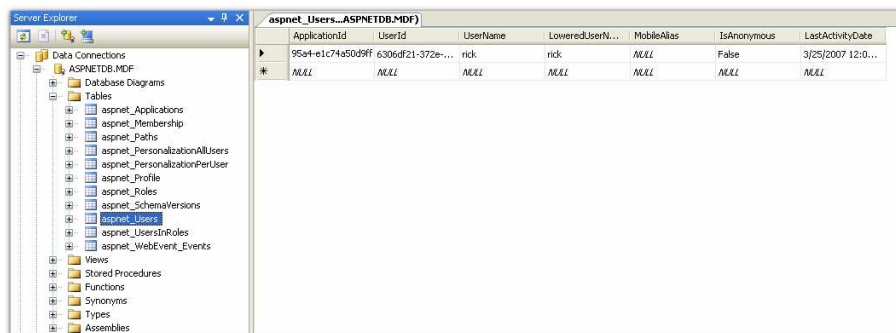 Server Explorer
Data Connections
ASPNETDB.MDF
Database Diagrams
Tables
aspnet_Applications
aspnet_Membership
aspnet_Paths
aspnet_PersonalizationAllUsers
aspnet_PersonalizationPerUser
aspnet_Profile
aspnet_Roles
aspnet_SchemaVersions
aspnet_Users
aspnet_UsersInRoles
aspnet_WebEvent_Events
Views
Stored Procedures
Functions
Synonyms
Types
Assemblies
aspnet_Users...ASPNETDB.MDF)
ApplicationId UserId UserName LoweredUserN... MobileAlias IsAnonymous LastActivityDate
95a4-e1c74a50d9ff 6306df21-372e-... rick rick NULL False 3/25/2007 12:0...
NULL NULL NULL NULL NULL NULL NULL